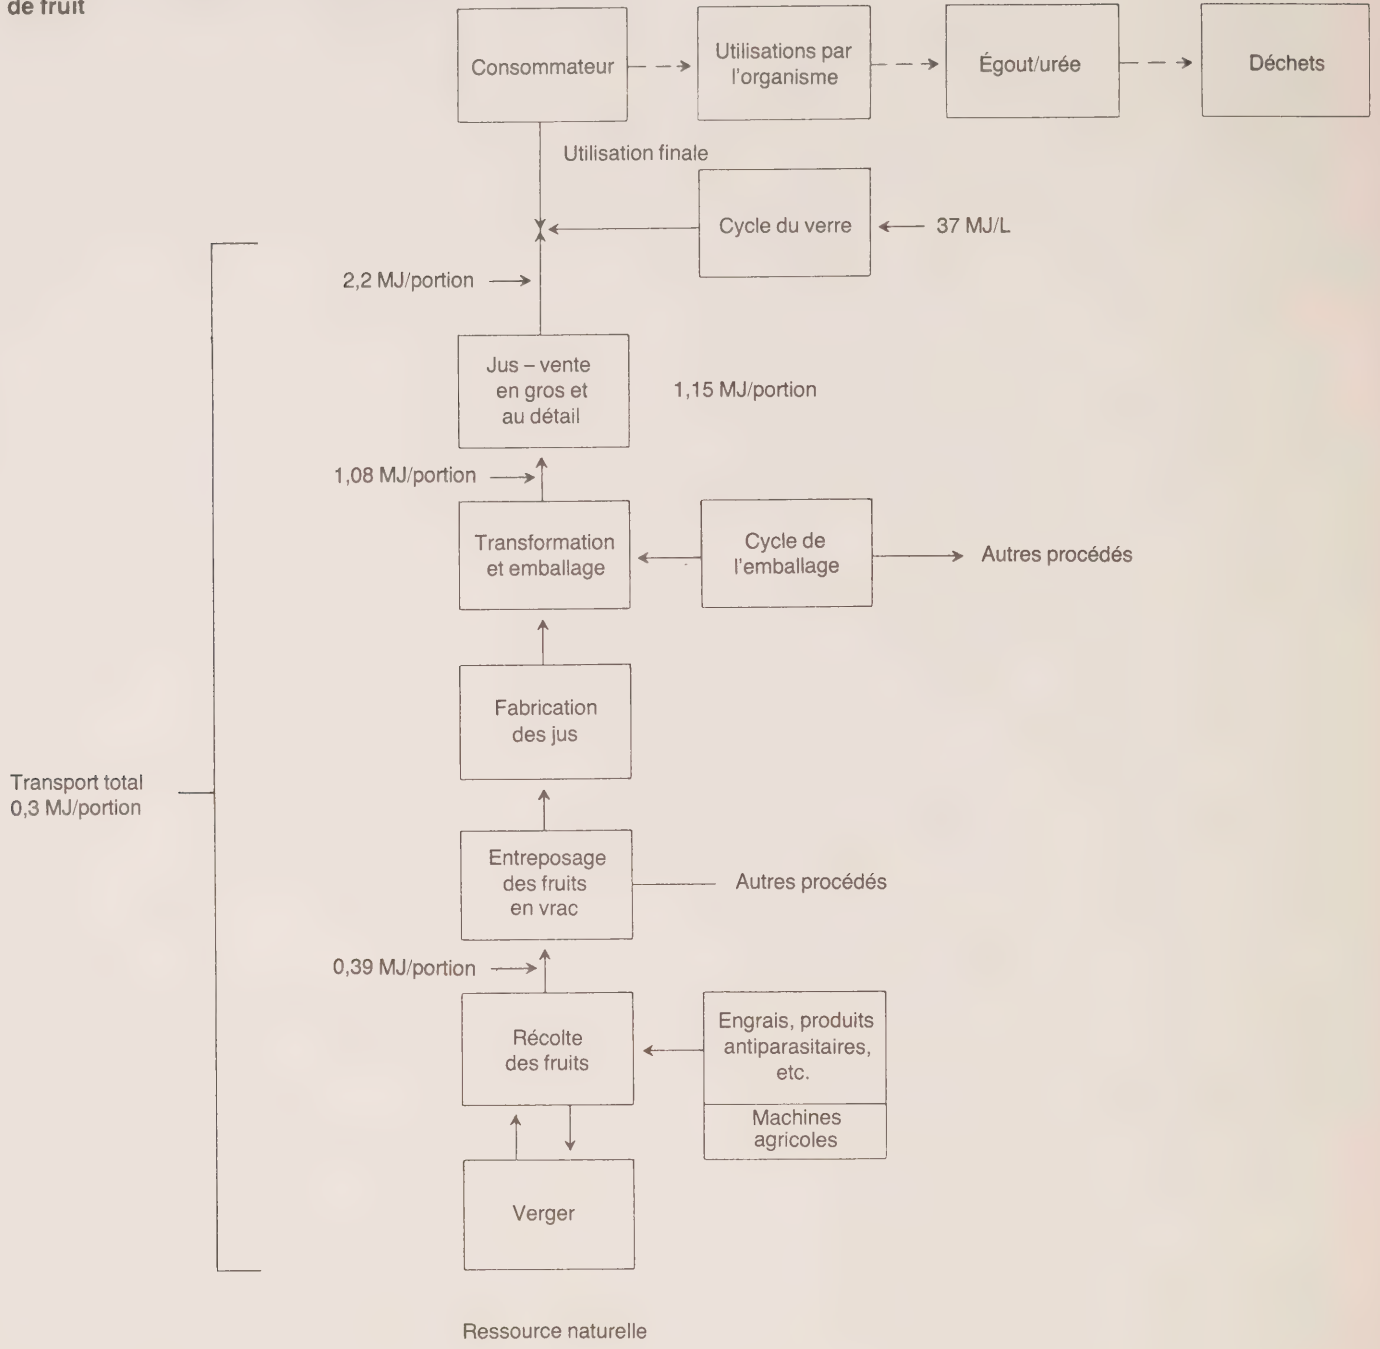 de fruit
Consommateur
Utilisations par
l'organisme
Égout/urée
Déchets
Utilisation finale
Cycle du verre
37 MJ/L
2,2 MJ/portion
Jus – vente
en gros et
au détail
1,15 MJ/portion
1,08 MJ/portion
Transformation
et emballage
Cycle de
l'emballage
Autres procédés
Fabrication
des jus
Transport total
0,3 MJ/portion
Entreposage
des fruits
en vrac
Autres procédés
0,39 MJ/portion
Récolte
des fruits
Engrais, produits
antiparasitaires,
etc.
Machines
agricoles
Verger
Ressource naturelle